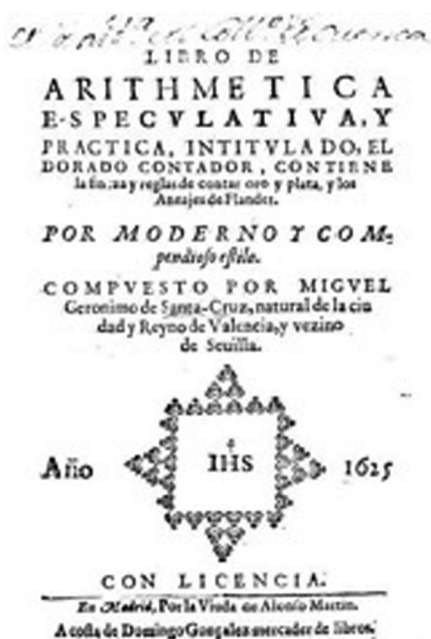 LIBRO DE
ARITHMETICA
E-SPECVLATIVA, Y
PRACTICA, INTITVLADO, EL
DORADO CONTADOR, CONTIENE
la fineza y reglas de contar oro y plata, y los
Aneajes de Flandes.
POR MODERNO Y COM-
pendioso estilo.
COMPVESTO POR MIGVEL
Geronimo de Santa-Cruz, natural de la ciu
dad y Reyno de Valencia, y vezino
de Seuilla.
Año IHS 1625
CON LICENCIA.
En Madrid, Por la Viuda de Alonso Martin.
A costa de Domingo Gonçalez mercader de libros.